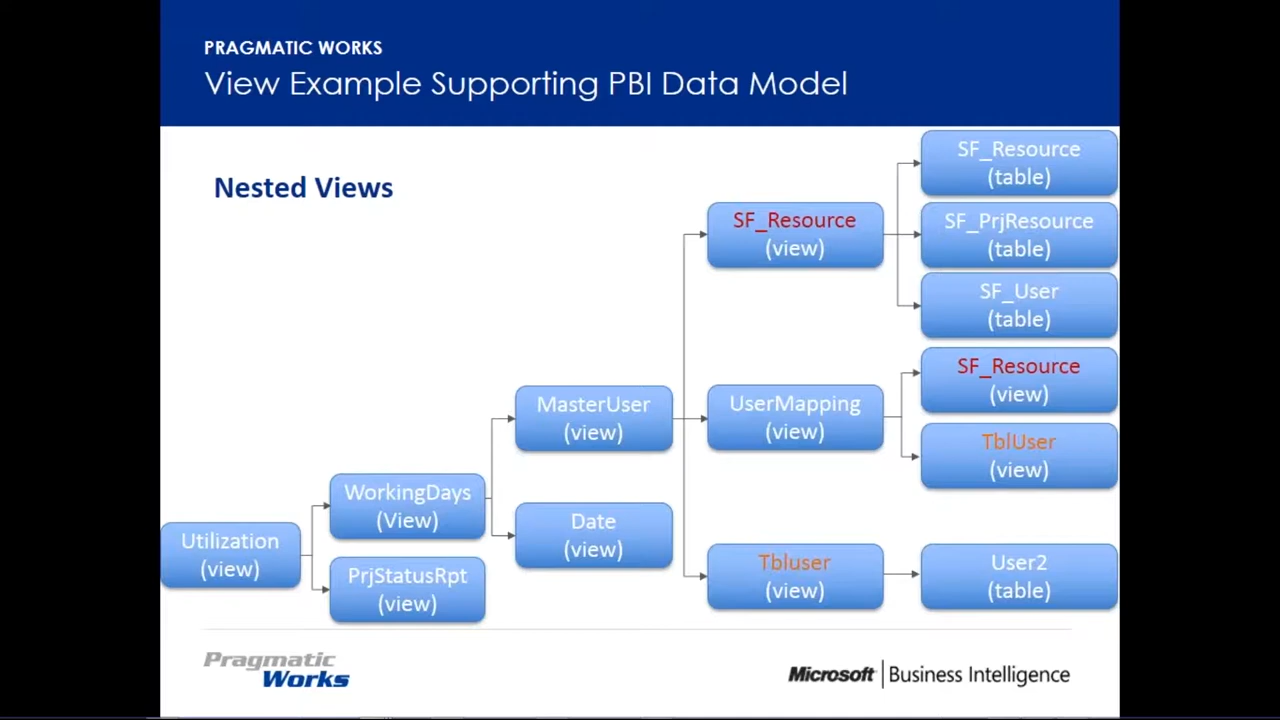 PRAGMATIC WORKS
View Example Supporting PBI Data Model
Nested Views
SF_Resource
(table)
SF_Resource
(view)
SF_PrjResource
(table)
SF_User
(table)
SF_Resource
(view)
MasterUser
(view)
UserMapping
(view)
TblUser
(view)
WorkingDays
(View)
Date
(view)
Utilization
(view)
PrjStatusRpt
(view)
Tbluser
(view)
User2
(table)
Pragmatic
Works
Microsoft | Business Intelligence